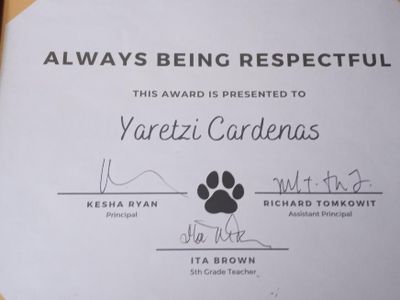 ALWAYS BEING RESPECTFUL
THIS AWARD IS PRESENTED TO
Yaretzi Cardenas
KESHA RYAN
Principal
RICHARD TOMKOWIT
Assistant Principal
ITA BROWN
5th Grade Teacher